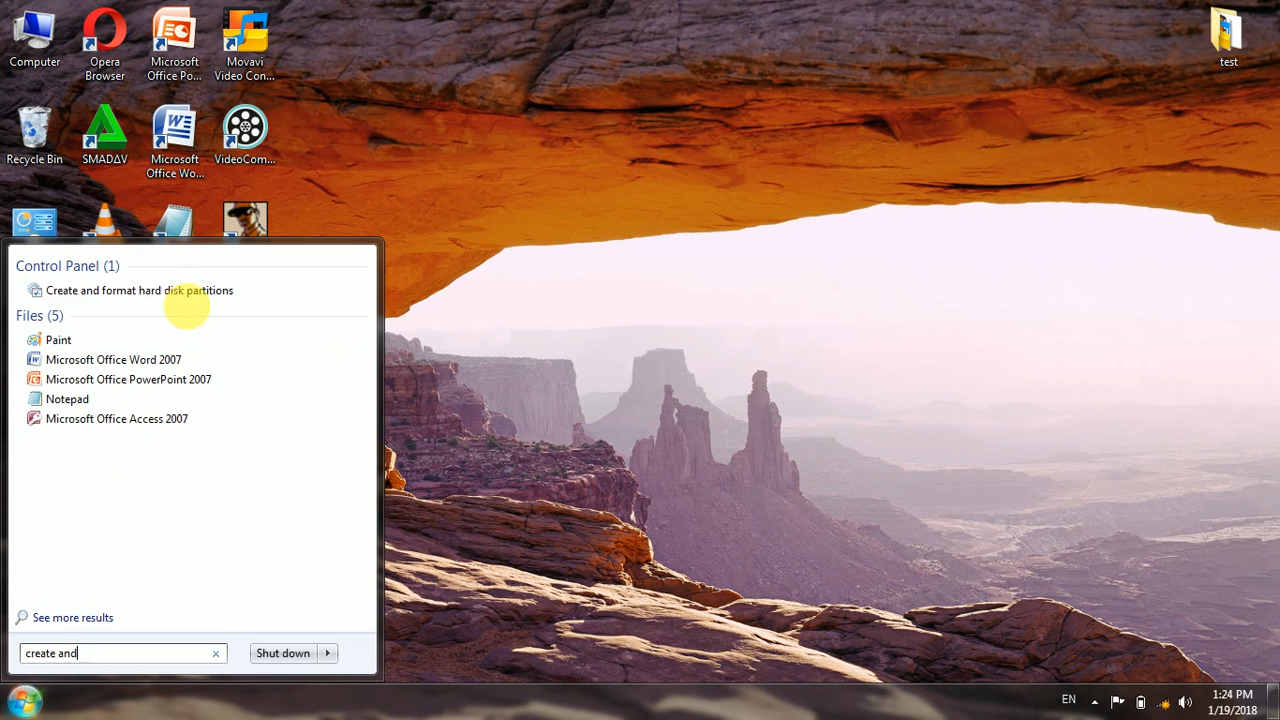 Computer
Opera
Browser
Microsoft
Office Po...
Movavi
Video Con...
test
Recycle Bin
SMADΔV
Microsoft
Office Wo...
VideoCom...
Control Panel (1)
Create and format hard disk partitions
Files (5)
Paint
Microsoft Office Word 2007
Microsoft Office PowerPoint 2007
Notepad
Microsoft Office Access 2007
See more results
create and
Shut down
EN
1:24 PM
1/19/2018